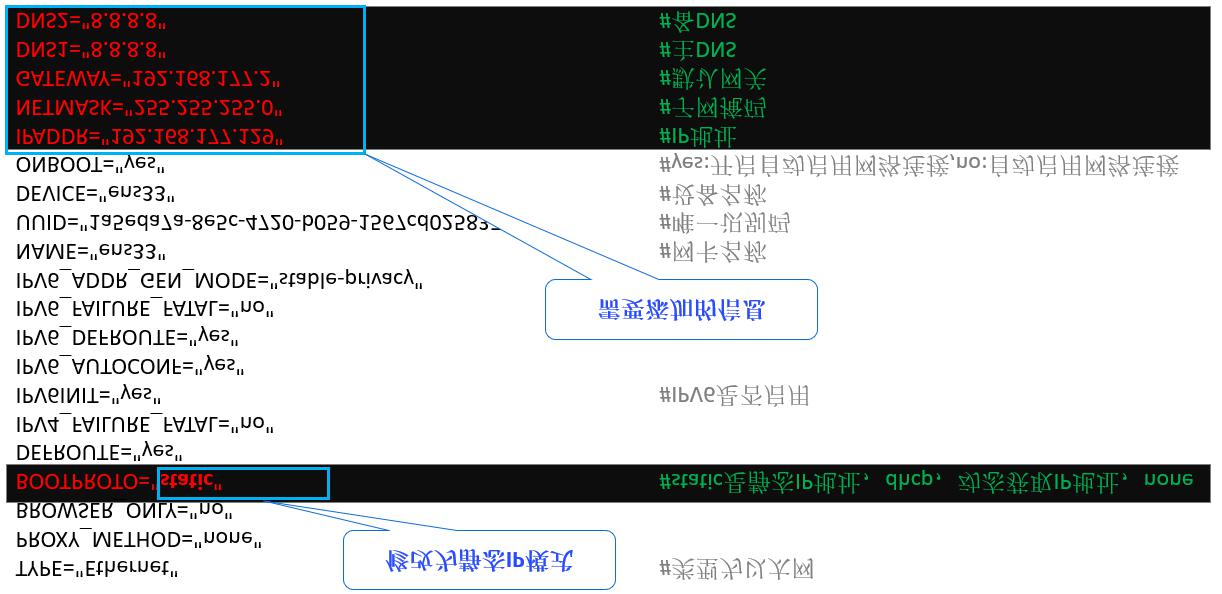 TYPE="Ethernet" #类型为以太网
PROXY_METHOD="none"
修改为静态IP模式
BROWSER_ONLY="no"
BOOTPROTO="static" #static是静态IP地址，dhcp，动态获取IP地址，none
DEFROUTE="yes"
IPV4_FAILURE_FATAL="no"
IPV6INIT="yes" #IPV6是否启用
IPV6_AUTOCONF="yes"
IPV6_DEFROUTE="yes"
IPV6_FAILURE_FATAL="no"
需要添加的信息
IPV6_ADDR_GEN_MODE="stable-privacy"
NAME="ens33" #网卡名称
UUID="1a5eda7a-8e5c-4720-b059-1567cd025837 #唯一识别码
DEVICE="ens33" #设备名称
ONBOOT="yes" #yes:开启自动启用网络连接,no:自动启用网络连接
IPADDR="192.168.177.129" #IP地址
NETMASK="255.255.255.0" #子网掩码
GATEWAY="192.168.177.2" #默认网关
DNS1="8.8.8.8" #主DNS
DNS2="8.8.8.8" #备DNS